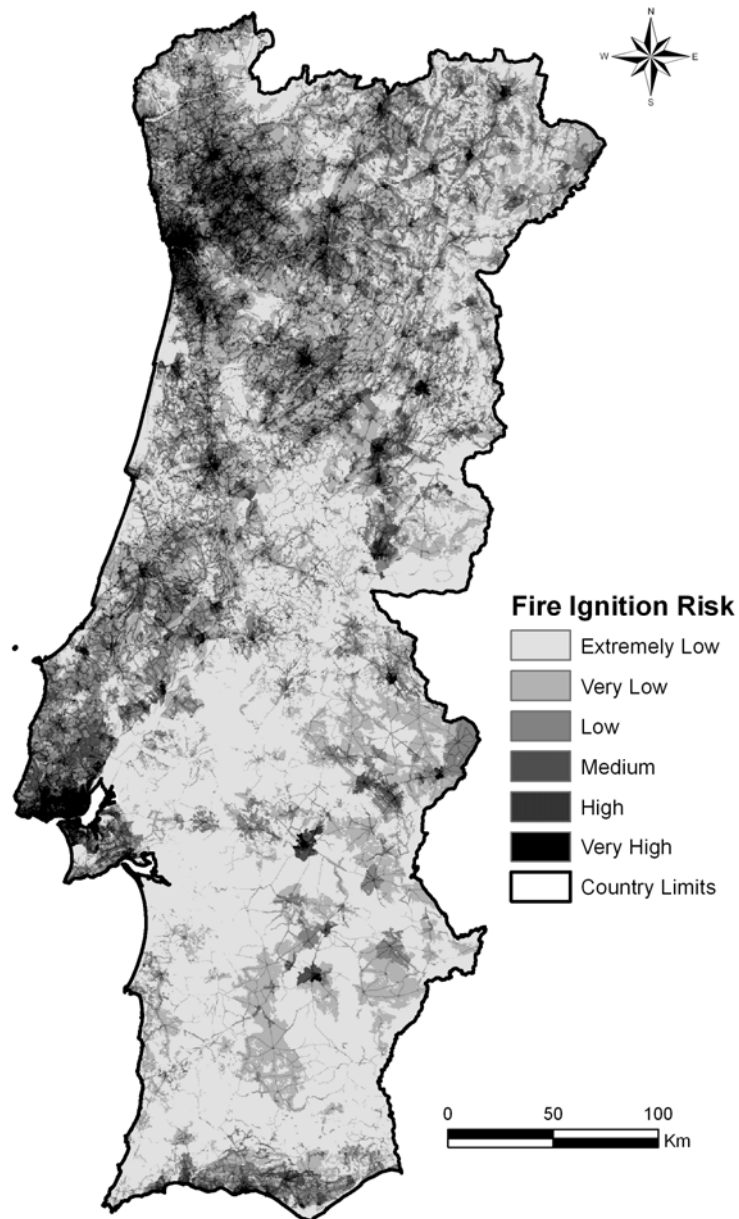 N
W
E
S
Fire Ignition Risk
Extremely Low
Very Low
Low
Medium
High
Very High
Country Limits
0 50 100
Km